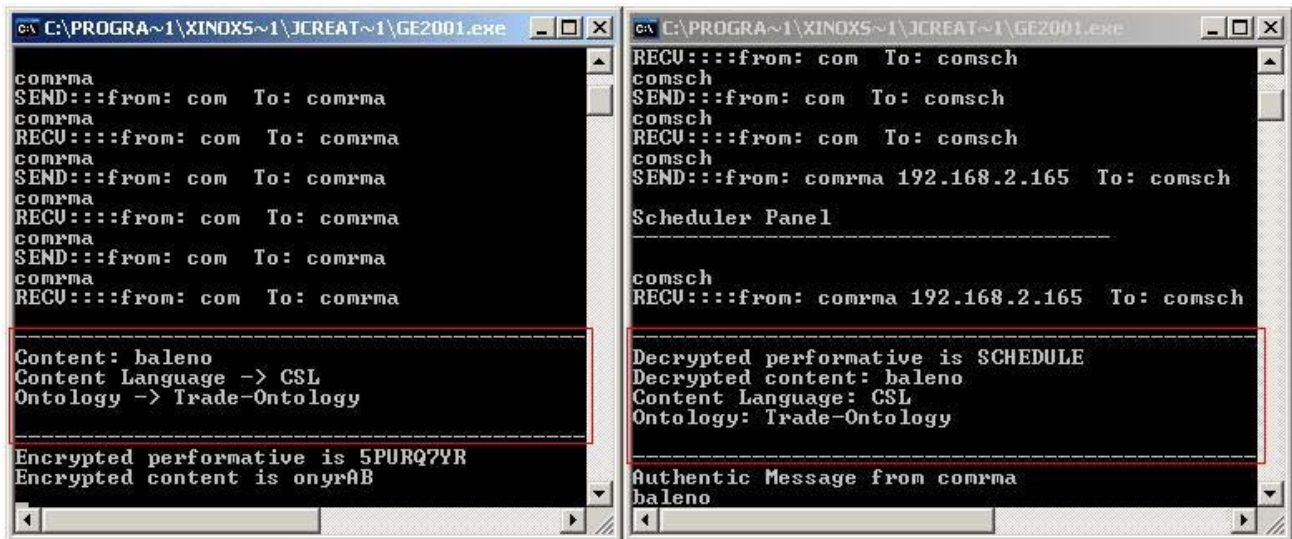 C:\PROGRA~1\XINOXS~1\JCREAT~1\GE2001.exe
comrma
SEND:::from: com To: comrma
comrma
RECV::::from: com To: comrma
comrma
SEND:::from: com To: comrma
comrma
RECV::::from: com To: comrma
comrma
SEND:::from: com To: comrma
comrma
RECV::::from: com To: comrma
Content: baleno
Content Language -> CSL
Ontology -> Trade-Ontology
Encrypted performative is 5PURQ7YR
Encrypted content is onyrAB
C:\PROGRA~1\XINOXS~1\JCREAT~1\GE2001.exe
RECV::::from: com To: comsch
comsch
SEND:::from: com To: comsch
comsch
RECV::::from: com To: comsch
comsch
SEND:::from: comrma 192.168.2.165 To: comsch
Scheduler Panel
comsch
RECV::::from: comrma 192.168.2.165 To: comsch
Decrypted performative is SCHEDULE
Decrypted content: baleno
Content Language: CSL
Ontology: Trade-Ontology
Authentic Message from comrma
baleno